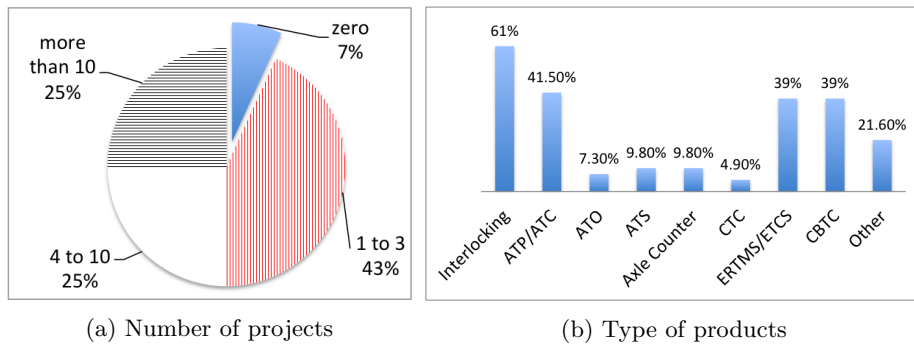 zero
7%
more
than 10
25%
1 to 3
43%
4 to 10
25%
(a) Number of projects
61%
41.50%
7.30%
9.80%
9.80%
4.90%
39%
39%
21.60%
Interlocking
ATP/ATC
ATO
ATS
Axle Counter
CTC
ERTMS/ETCS
CBTC
Other
(b) Type of products